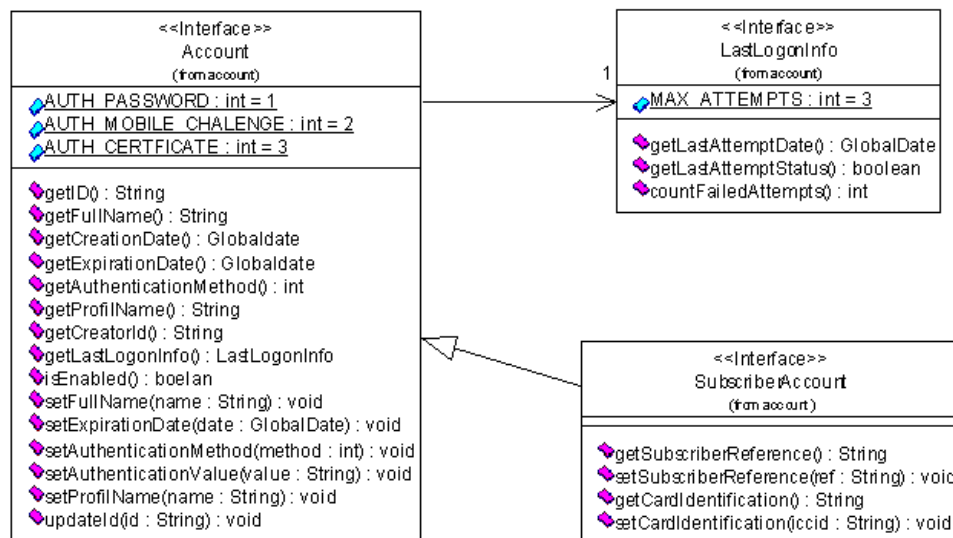 <<Interface>>
Account
(from account)
AUTH_PASSWORD : int = 1
AUTH_MOBILE_CHALENGE : int = 2
AUTH_CERTFICATE : int = 3
getID() : String
getFullName() : String
getCreationDate() : Globaldate
getExpirationDate() : Globaldate
getAuthenticationMethod() : int
getProfilName() : String
getCreatorId() : String
getLastLogonInfo() : LastLogonInfo
isEnabled() : boelan
setFullName(name : String) : void
setExpirationDate(date : GlobalDate) : void
setAuthenticationMethod(method : int) : void
setAuthenticationValue(value : String) : void
setProfilName(name : String) : void
updateId(id : String) : void
1
<<Interface>>
LastLogonInfo
(from account)
MAX_ATTEMPTS : int = 3
getLastAttemptDate() : GlobalDate
getLastAttemptStatus() : boolean
countFailedAttempts() : int
<<Interface>>
SubscriberAccount
(from account)
getSubscriberReference() : String
setSubscriberReference(ref : String) : void
getCardIdentification() : String
setCardIdentification(iccid : String) : void